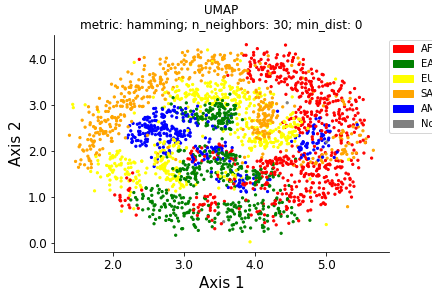 UMAP
metric: hamming; n_neighbors: 30; min_dist: 0
Axis 2
4.0
3.0
2.0
1.0
0.0
2.0 3.0 4.0 5.0
Axis 1
AF
EA
EU
SA
AM
No